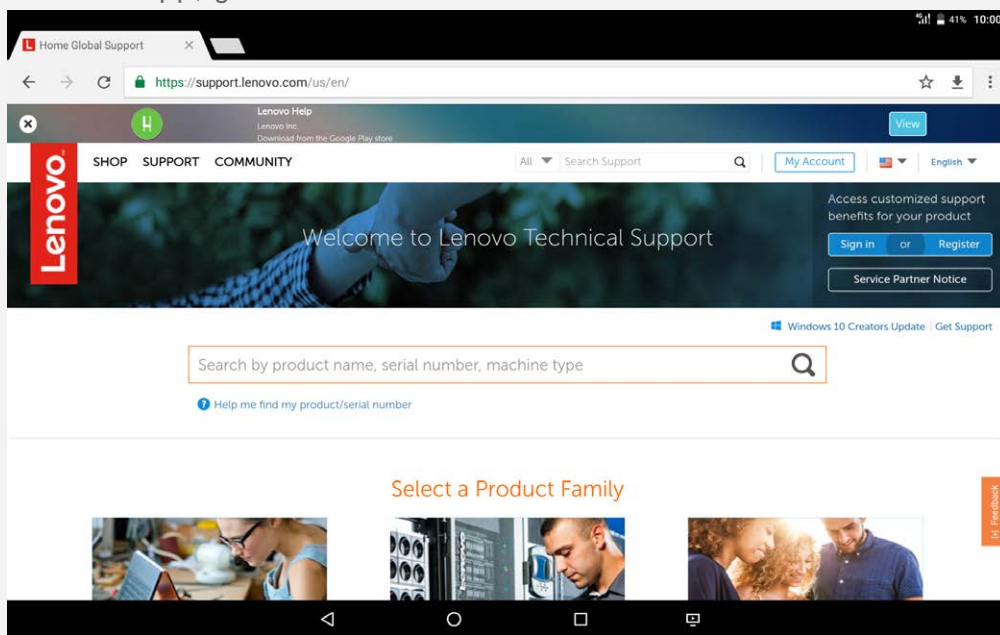 41% 10:00
Home Global Support
https://support.lenovo.com/us/en/
Lenovo Help
Lenovo Inc.
Download from the Google Play store
View
Lenovo
SHOP SUPPORT COMMUNITY
All Search Support
My Account
English
Welcome to Lenovo Technical Support
Access customized support
benefits for your product
Sign in or Register
Service Partner Notice
Windows 10 Creators Update Get Support
Search by product name, serial number, machine type
Help me find my product/serial number
Select a Product Family
[+] Feedback